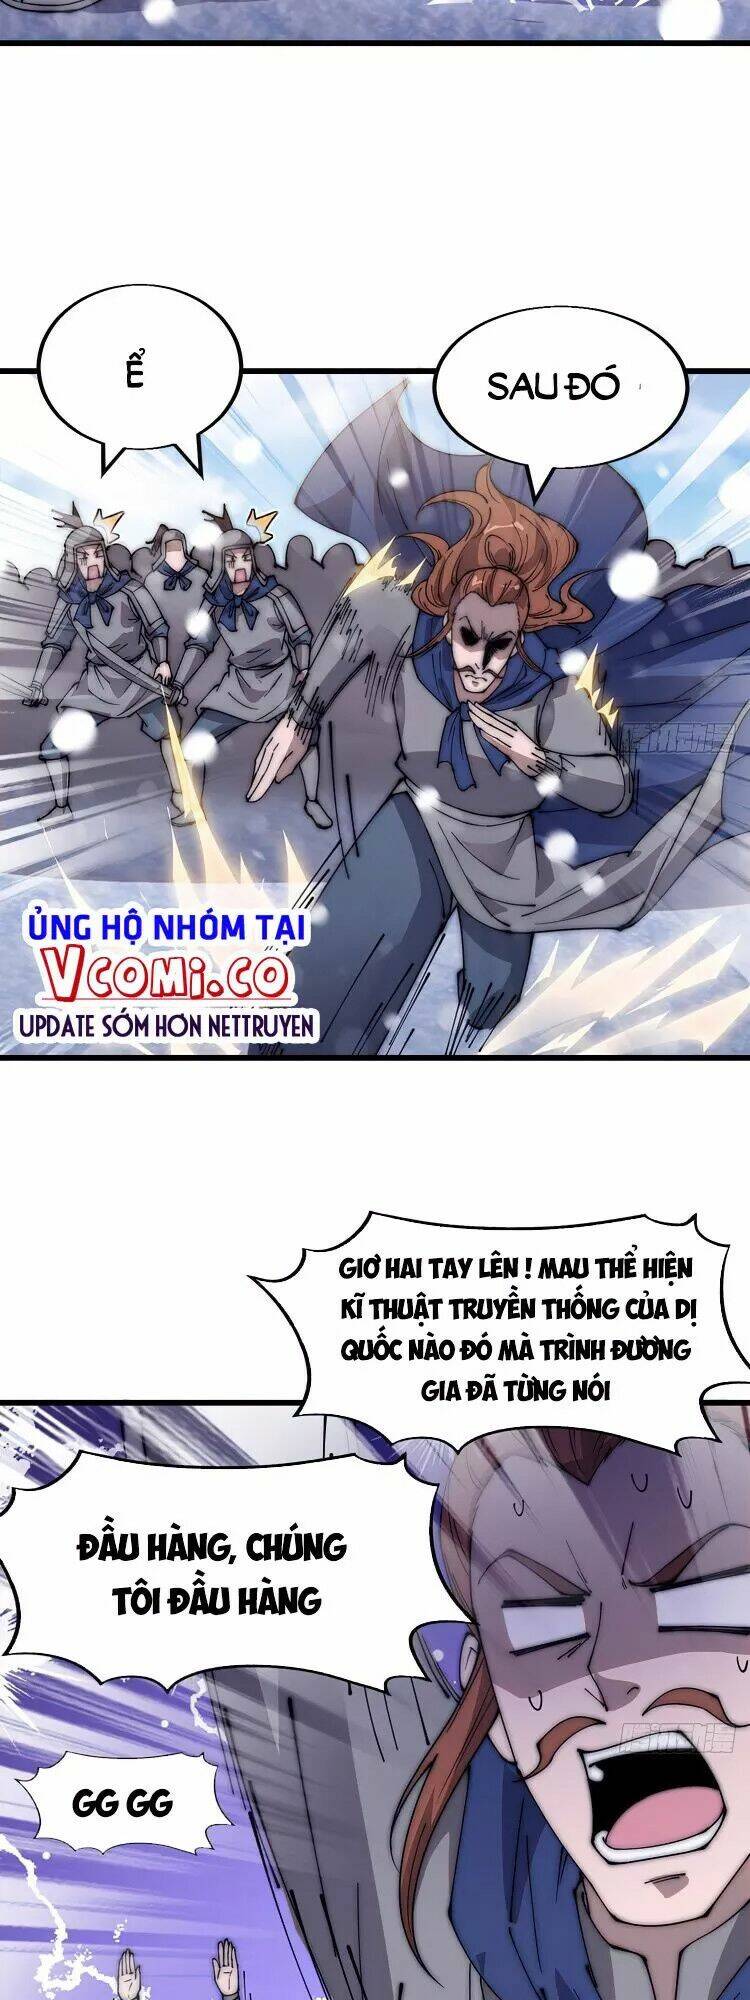 Ể
SAU ĐÓ
ỦNG HỘ NHÓM TẠI
VCOMI.CO
UPDATE SỚM HƠN NETTRUYEN
GIƠ HAI TAY LÊN! MAU THỂ HIỆN
KĨ THUẬT TRUYỀN THỐNG CỦA DỊ
QUỐC NÀO ĐÓ MÀ TRÌNH ĐƯƠNG
GIA ĐÃ TỪNG NÓI
ĐẦU HÀNG, CHÚNG
TÔI ĐẦU HÀNG
GG GG